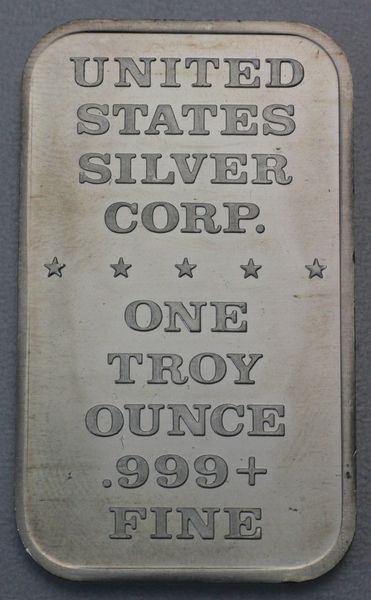 UNITED
STATES
SILVER
CORP.
ONE
TROY
OUNCE
.999+
FINE